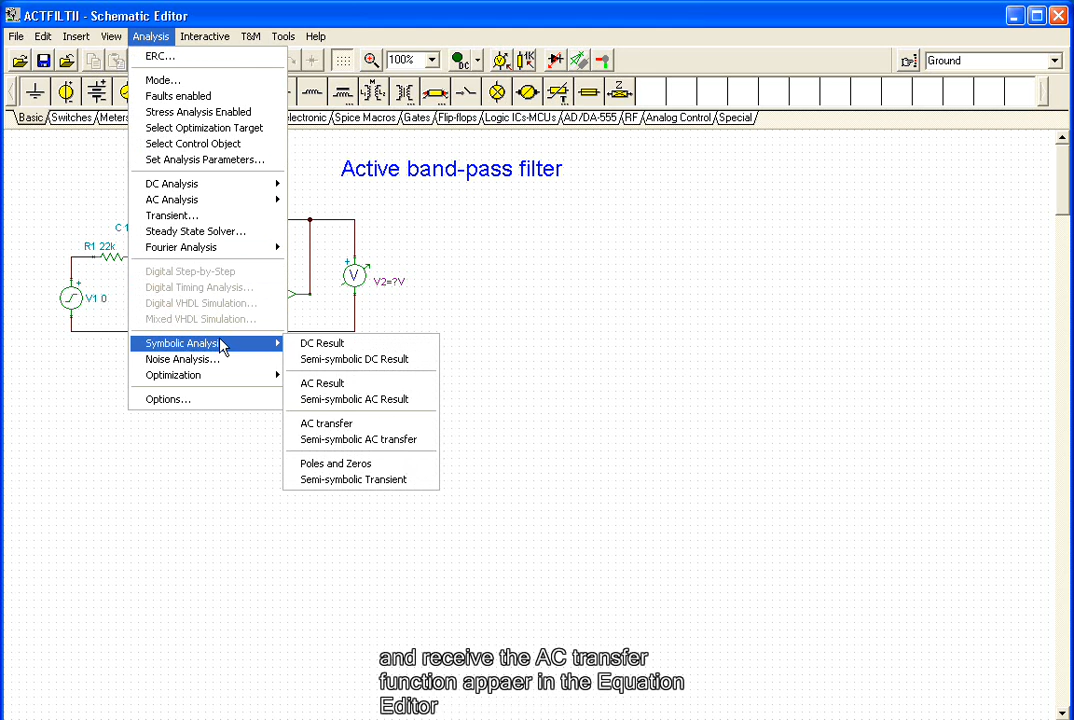 ACTFILTII - Schematic Editor
File Edit Insert View Analysis Interactive T&M Tools Help
ERC...
DC
1K
100%
Ground
Basic Switches Meters
Spice Macros Gates Flip-flops Logic ICs-MCUs AD/DA-555 RF Analog Control Special
Mode...
Faults enabled
Stress Analysis Enabled
Select Optimization Target
Select Control Object
Set Analysis Parameters...
DC Analysis
AC Analysis
Transient...
Steady State Solver...
Fourier Analysis
Digital Step-by-Step
Digital Timing Analysis...
Digital VHDL Simulation...
Mixed VHDL Simulation...
Symbolic Analysis
Noise Analysis...
Optimization
Options...
DC Result
Semi-symbolic DC Result
AC Result
Semi-symbolic AC Result
AC transfer
Semi-symbolic AC transfer
Poles and Zeros
Semi-symbolic Transient
Active band-pass filter
C 1
R1 22k
V1 0
V
V2=?V
and receive the AC transfer
function appaer in the Equation
Editor